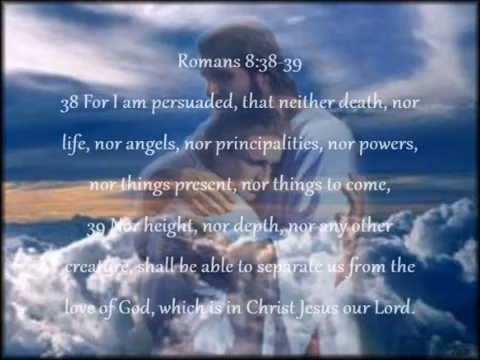 Romans 8:38-39
38 For I am persuaded, that neither death, nor
life, nor angels, nor principalities, nor powers,
nor things present, nor things to come,
39 Nor height, nor depth, nor any other
creature, shall be able to separate us from the
love of God, which is in Christ Jesus our Lord.